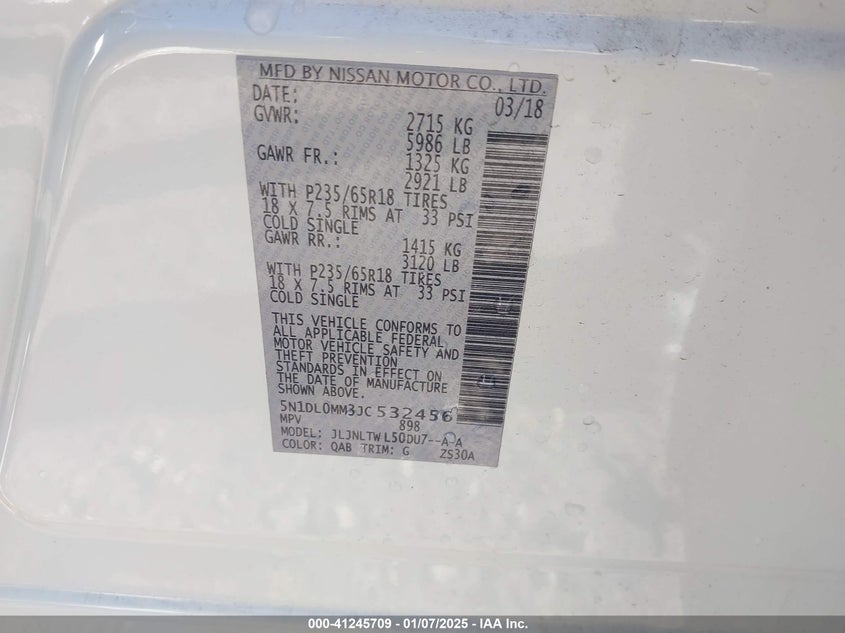 MFD BY NISSAN MOTOR CO., LTD.
DATE: 03/18
GVWR: 2715 KG
5986 LB
GAWR FR.: 1325 KG
2921 LB
WITH P235/65R18 TIRES
18 X 7.5 RIMS AT 33 PSI
COLD SINGLE
GAWR RR.: 1415 KG
3120 LB
WITH P235/65R18 TIRES
18 X 7.5 RIMS AT 33 PSI
COLD SINGLE
THIS VEHICLE CONFORMS TO
ALL APPLICABLE FEDERAL
MOTOR VEHICLE SAFETY AND
THEFT PREVENTION
STANDARDS IN EFFECT ON
THE DATE OF MANUFACTURE
SHOWN ABOVE.
5N1DL0MM3JC532456
MPV 898
MODEL: JLJNLTWL50DU7--A-A
COLOR: QAB TRIM: G ZS30A
000-41245709 - 01/07/2025 - IAA Inc.